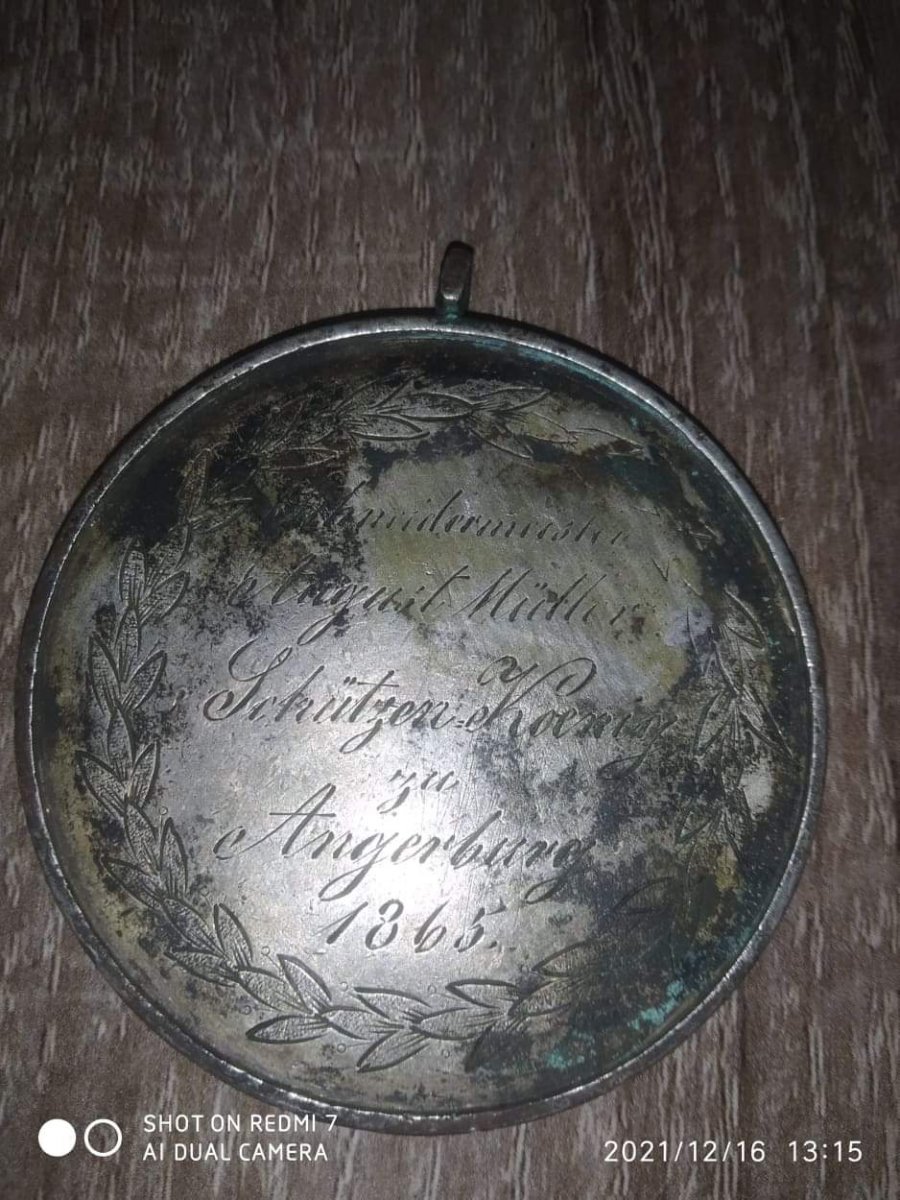 Schneidermeister
August Müller
Schützen-Koenig
zu
Angerburg
1865.
SHOT ON REDMI 7
AI DUAL CAMERA
2021/12/16 13:15